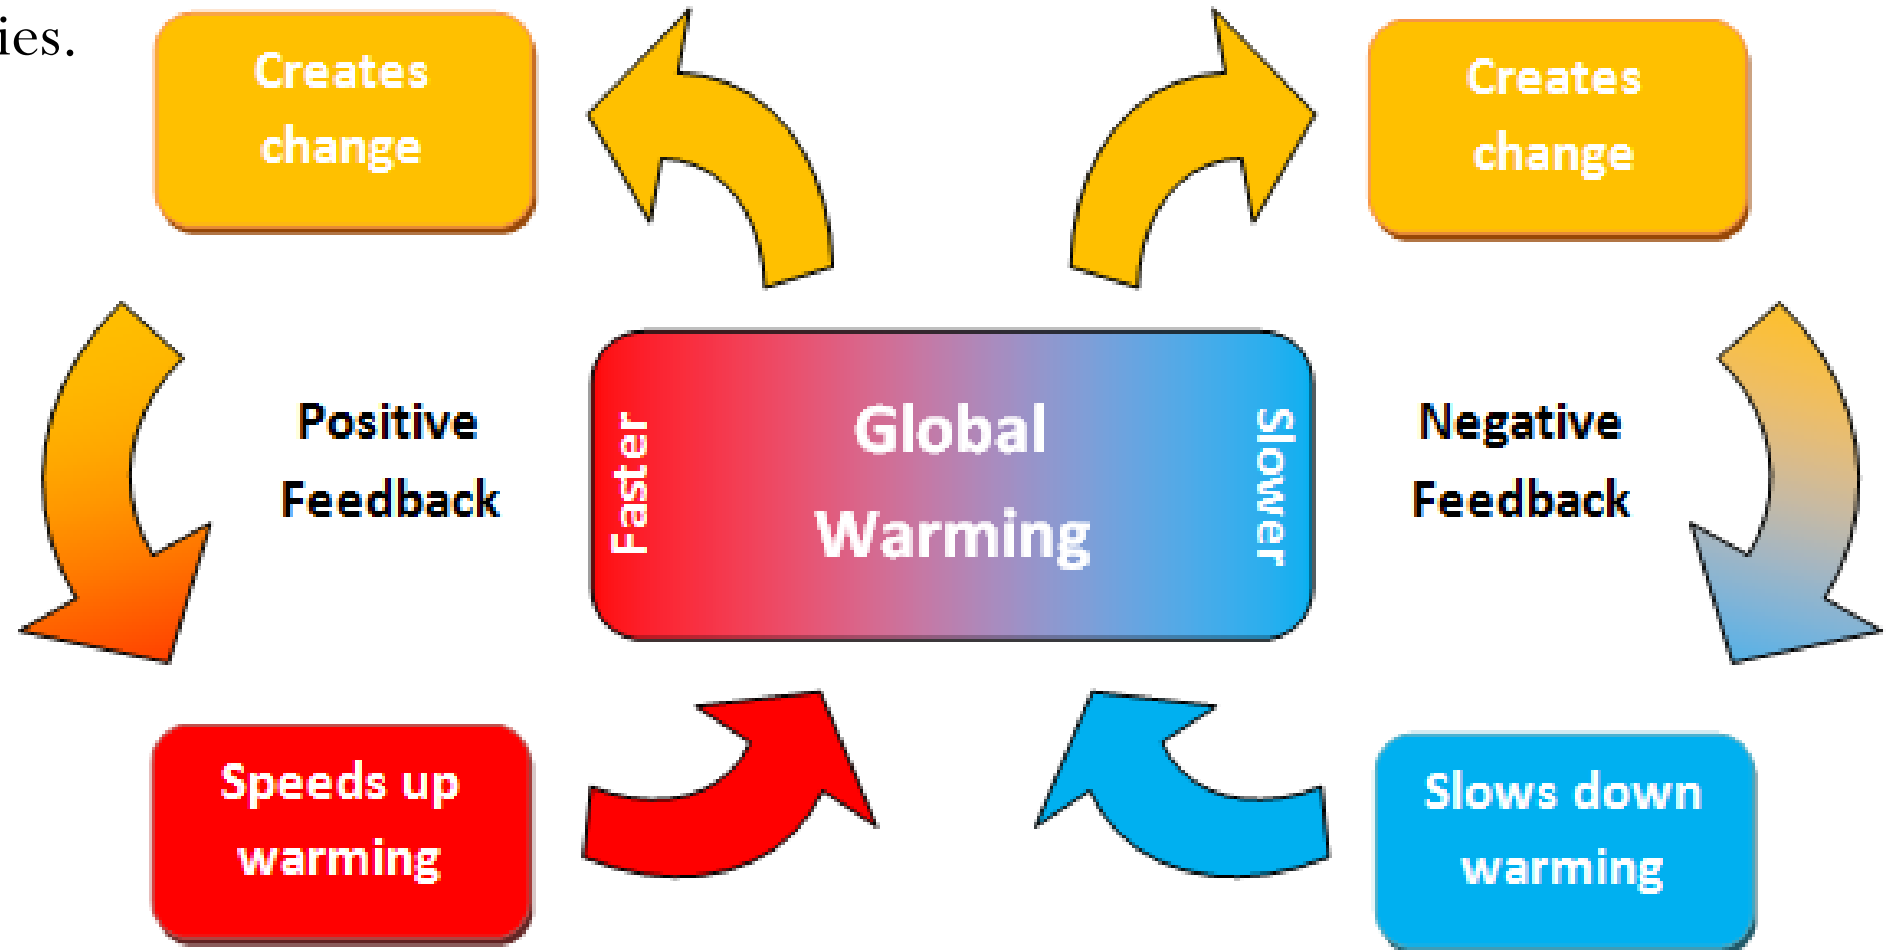 ies.
Creates
change
Creates
change
Positive
Feedback
Faster
Global
Warming
Slower
Negative
Feedback
Speeds up
warming
Slows down
warming